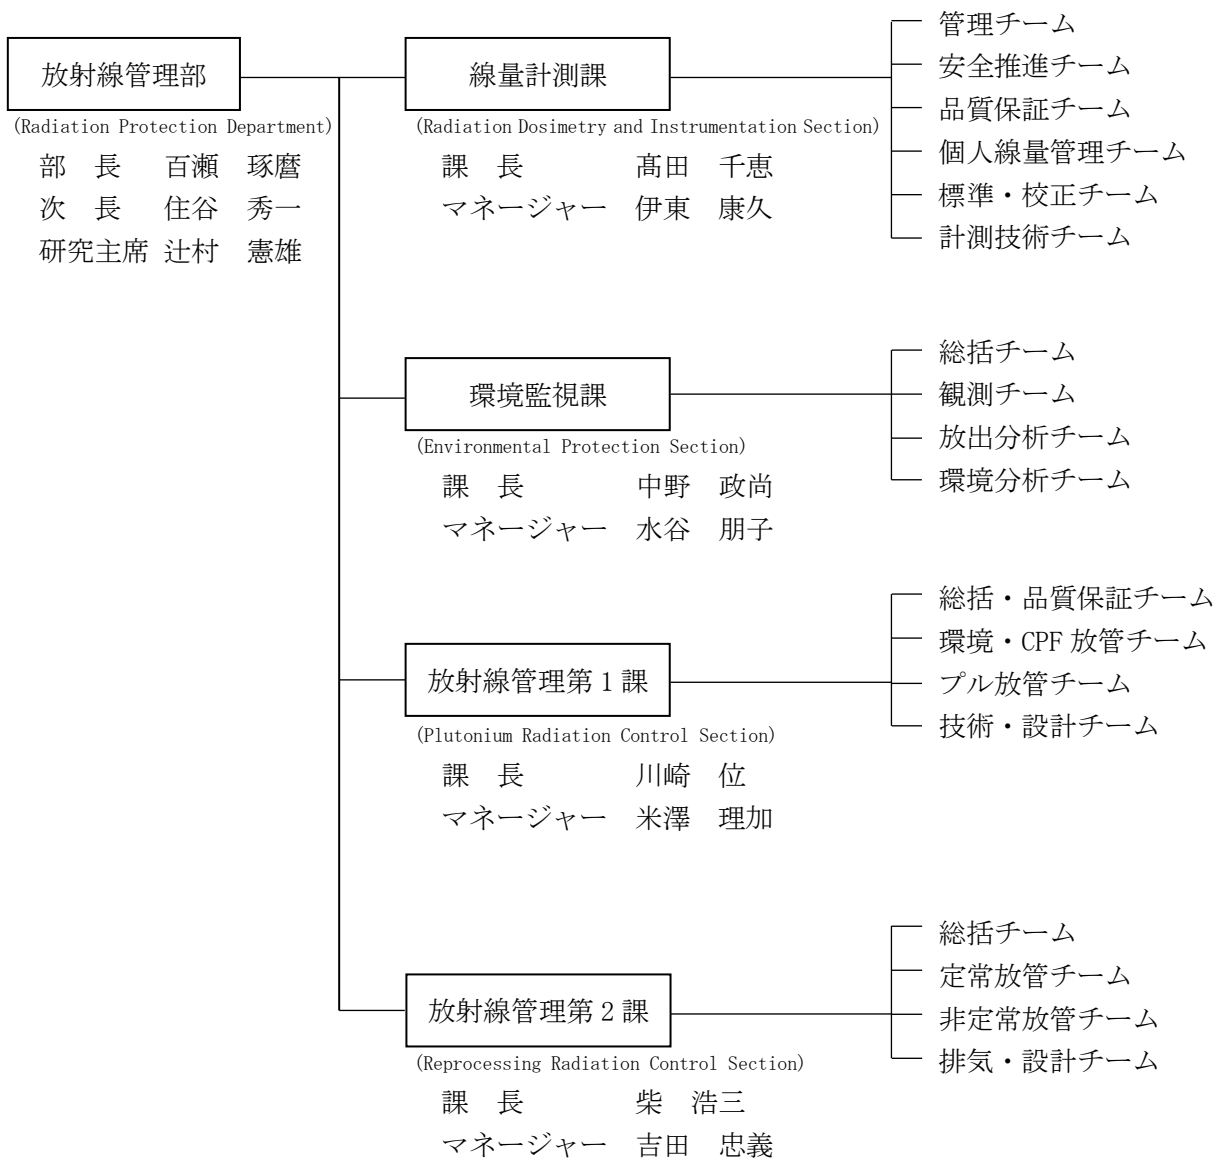 放射線管理部
(Radiation Protection Department)
部　長　百瀬　琢麿
次　長　住谷　秀一
研究主席 辻村　憲雄
線量計測課
(Radiation Dosimetry and Instrumentation Section)
課　長　髙田　千恵
マネージャー　伊東　康久
管理チーム
安全推進チーム
品質保証チーム
個人線量管理チーム
標準・校正チーム
計測技術チーム
環境監視課
(Environmental Protection Section)
課　長　中野　政尚
マネージャー　水谷　朋子
総括チーム
観測チーム
放出分析チーム
環境分析チーム
放射線管理第1課
(Plutonium Radiation Control Section)
課　長　川崎　位
マネージャー　米澤　理加
総括・品質保証チーム
環境・CPF 放管チーム
プル放管チーム
技術・設計チーム
放射線管理第2課
(Reprocessing Radiation Control Section)
課　長　柴　浩三
マネージャー　吉田　忠義
総括チーム
定常放管チーム
非定常放管チーム
排気・設計チーム